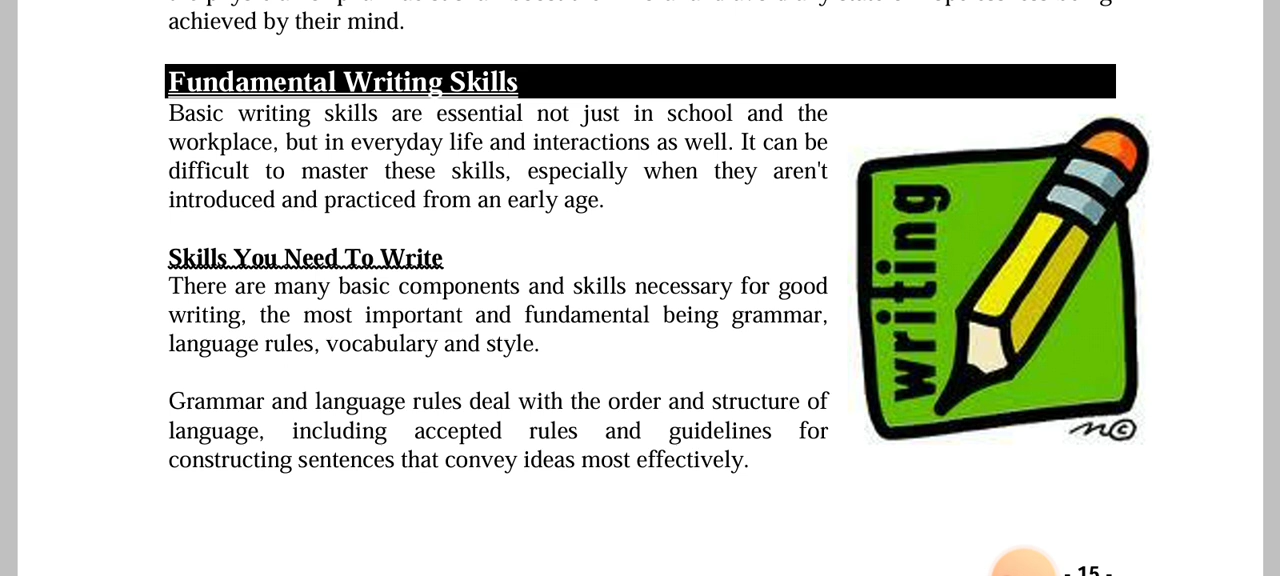 achieved by their mind.
Fundamental Writing Skills
Basic writing skills are essential not just in school and the
workplace, but in everyday life and interactions as well. It can be
difficult to master these skills, especially when they aren't
introduced and practiced from an early age.
Skills You Need To Write
There are many basic components and skills necessary for good
writing, the most important and fundamental being grammar,
language rules, vocabulary and style.
Grammar and language rules deal with the order and structure of
language, including accepted rules and guidelines for
constructing sentences that convey ideas most effectively.
writing
- 15 -